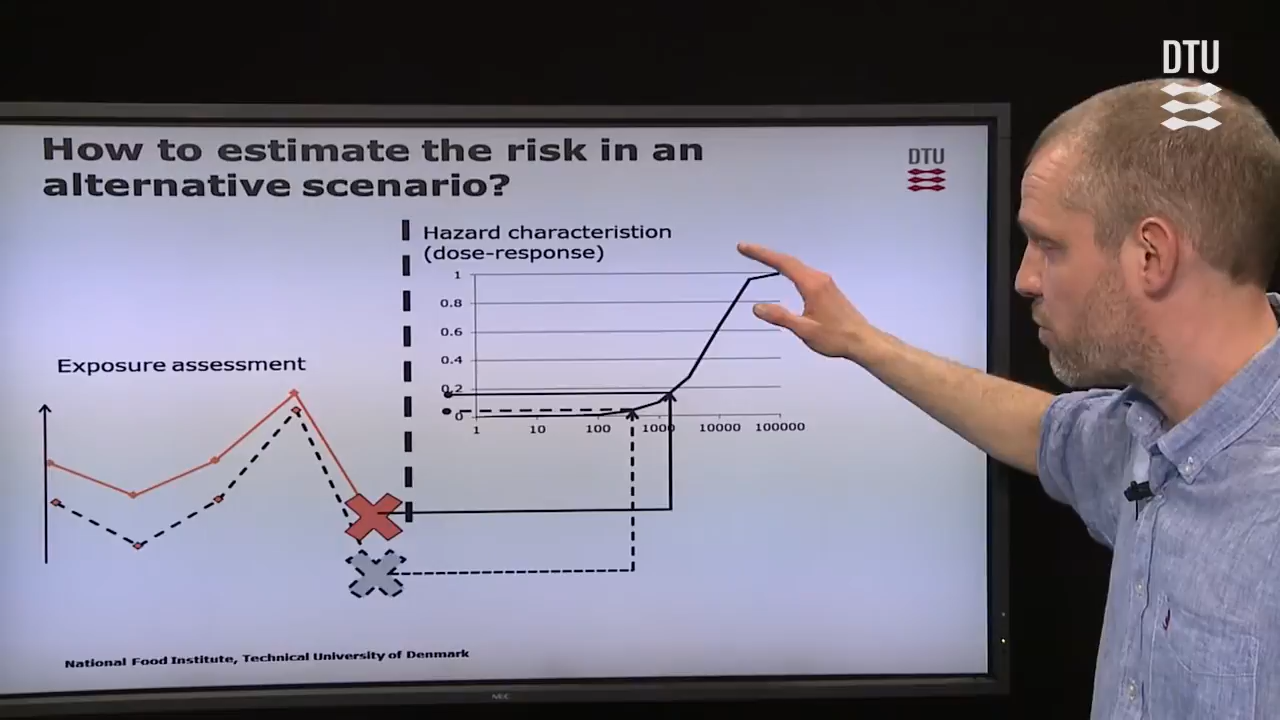 DTU
How to estimate the risk in an
alternative scenario?
DTU
Hazard characteristion
(dose-response)
1
0.8
0.6
0.4
0.2
0
1 10 100 1000 10000 100000
Exposure assessment
National Food Institute, Technical University of Denmark
NEC